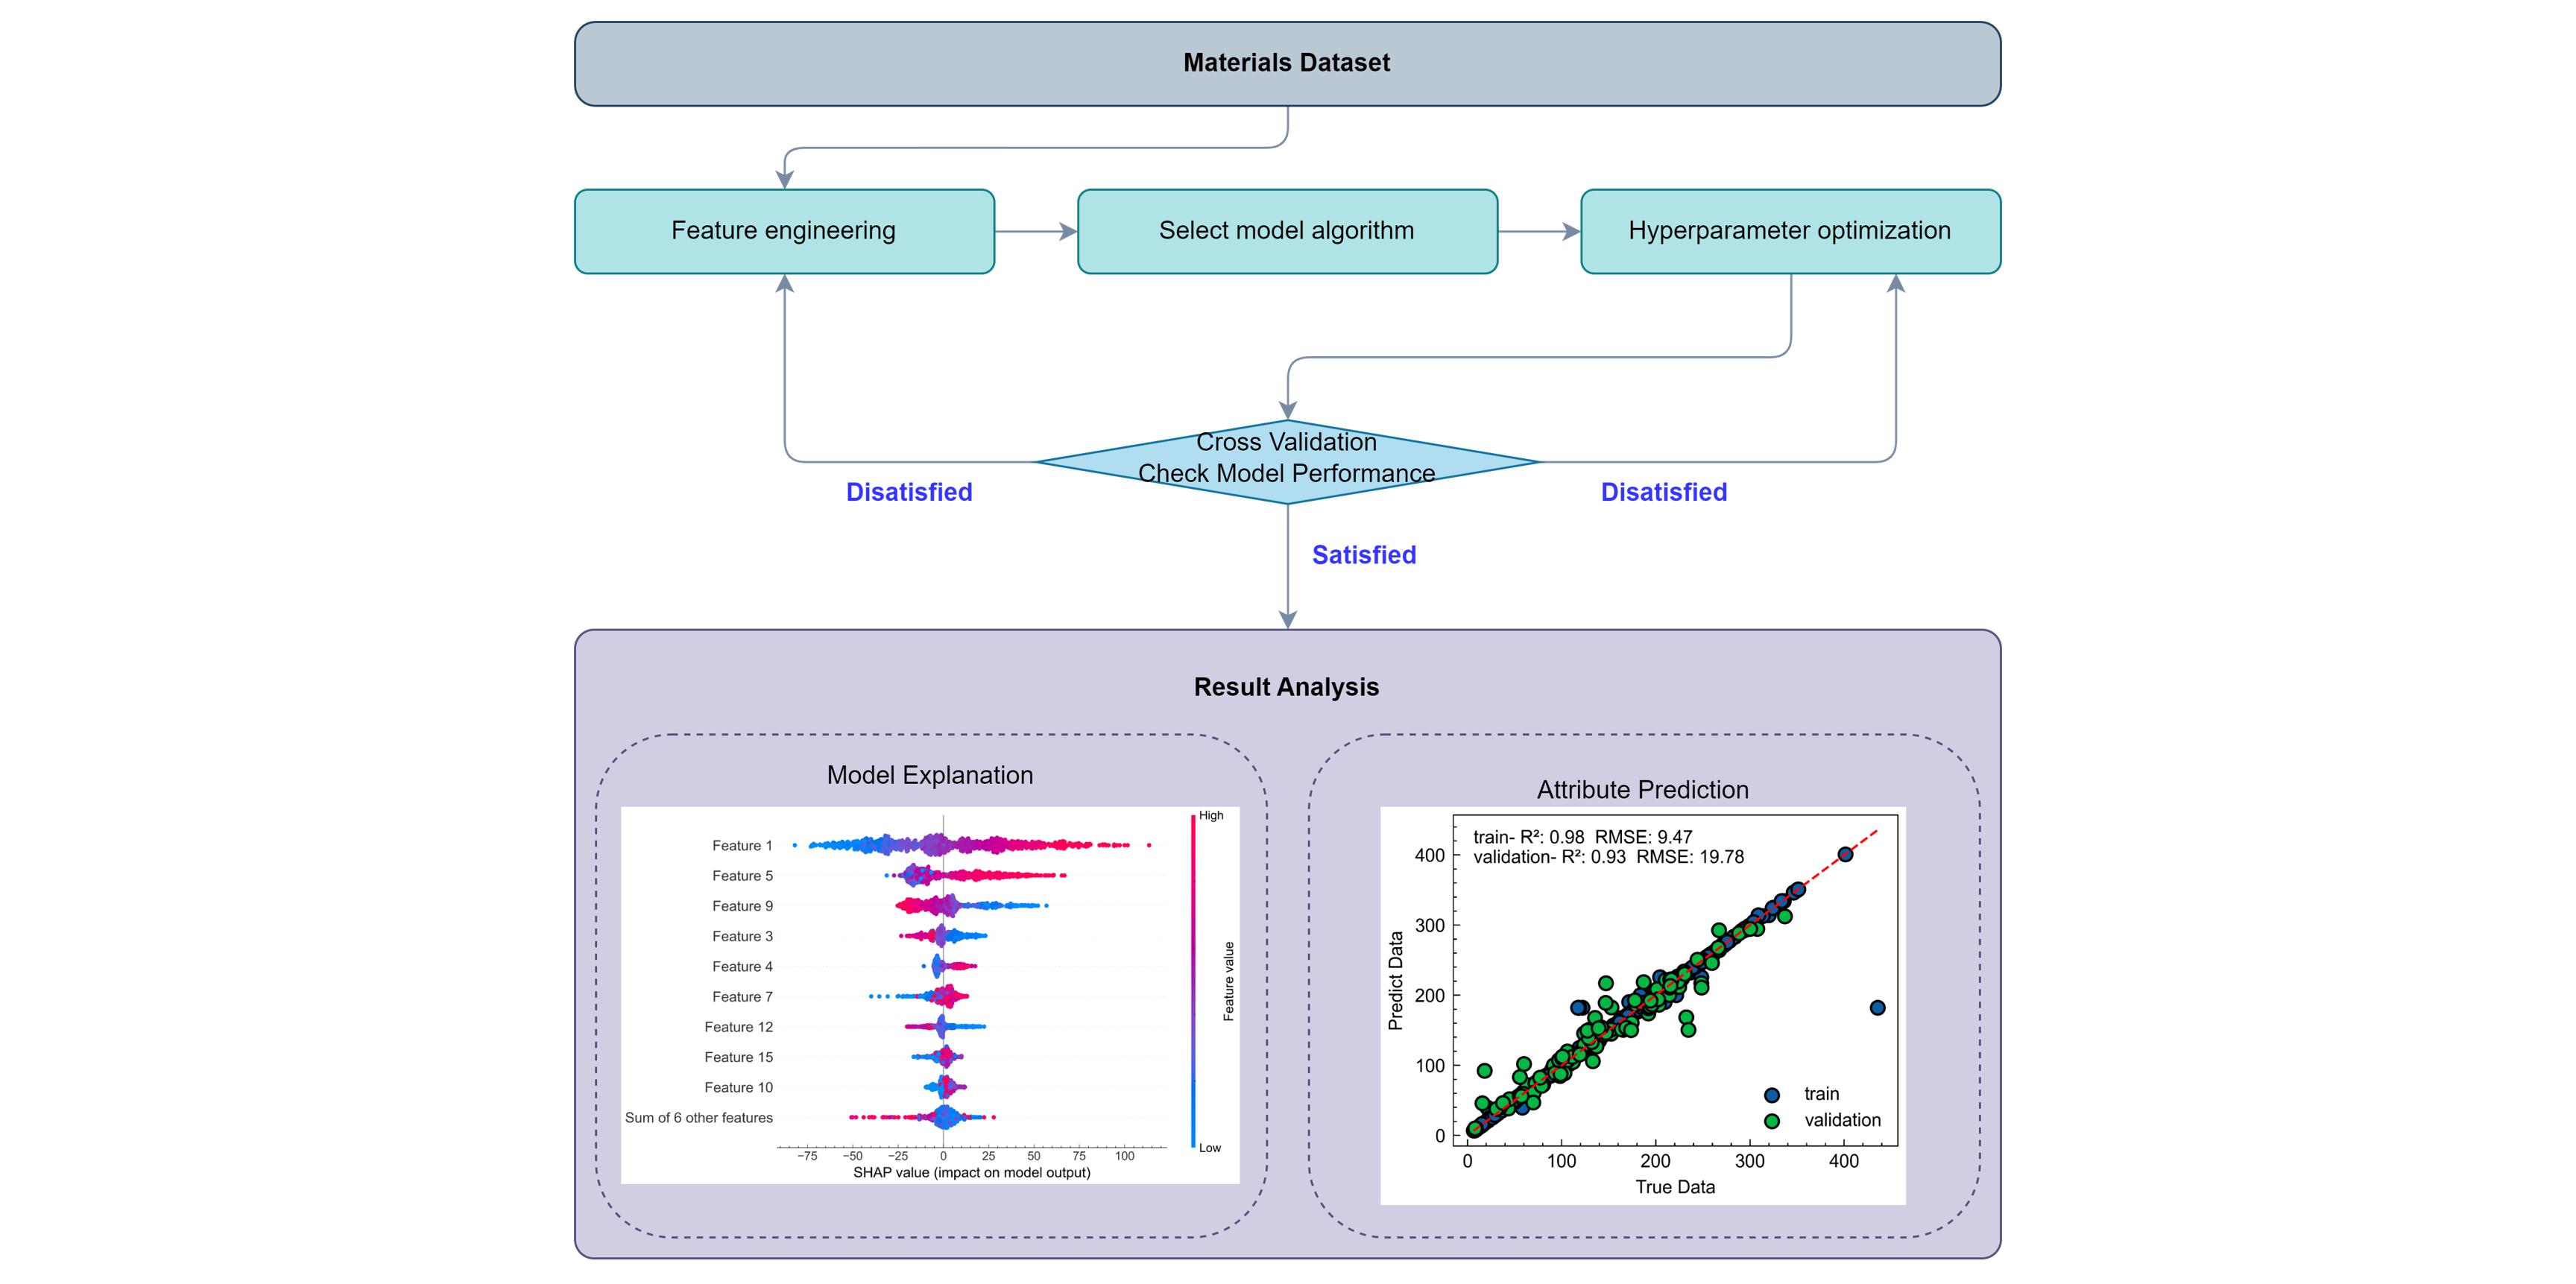 Materials Dataset
Feature engineering
Select model algorithm
Hyperparameter optimization
Cross Validation
Check Model Performance
Disatisfied
Disatisfied
Satisfied
Result Analysis
Model Explanation
High
Feature 1
Feature 5
Feature 9
Feature 3
Feature 4
Feature 7
Feature 12
Feature 15
Feature 10
Sum of 6 other features
Feature value
Low
−75 −50 −25 0 25 50 75 100
SHAP value (impact on model output)
Attribute Prediction
train- R²: 0.98 RMSE: 9.47
validation- R²: 0.93 RMSE: 19.78
400
300
200
100
0
Predict Data
train
validation
0 100 200 300 400
True Data